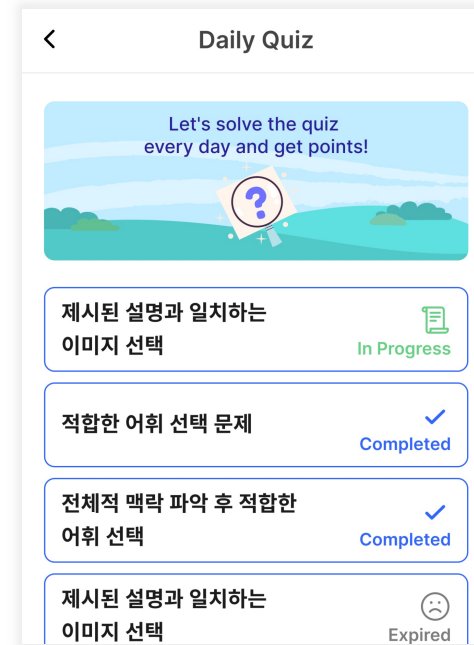 Daily Quiz
Let's solve the quiz
every day and get points!
?
제시된 설명과 일치하는
이미지 선택
In Progress
적합한 어휘 선택 문제
Completed
전체적 맥락 파악 후 적합한
어휘 선택
Completed
제시된 설명과 일치하는
이미지 선택
Expired